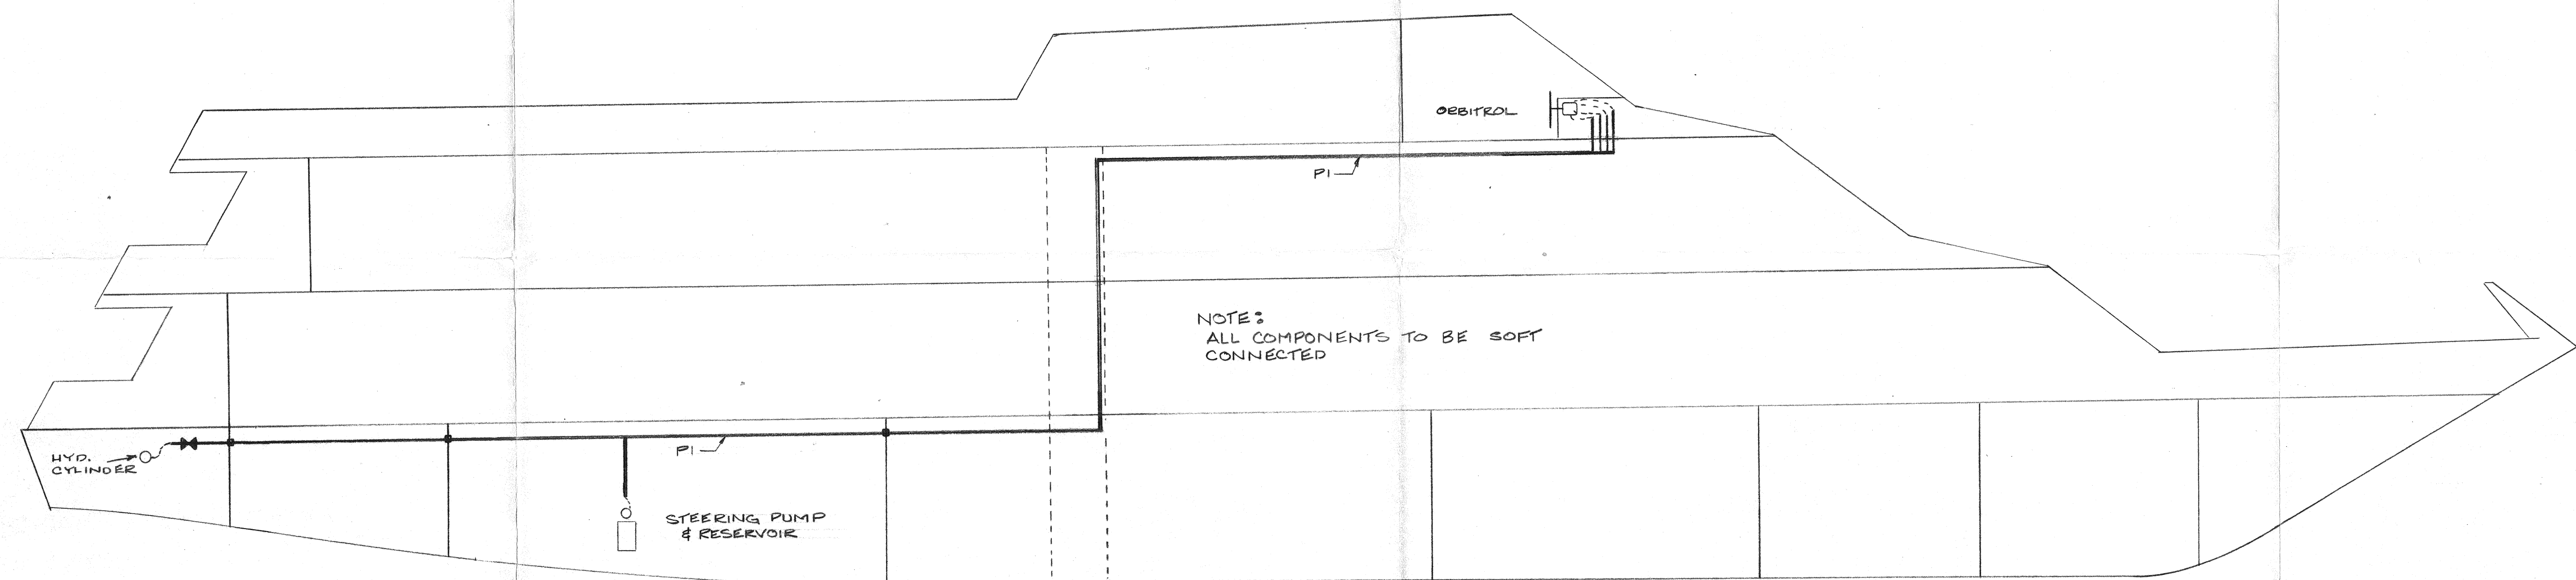 ORBITROL
P1
NOTE:
ALL COMPONENTS TO BE SOFT
CONNECTED
HYD.
CYLINDER
P1
STEERING PUMP
& RESERVOIR